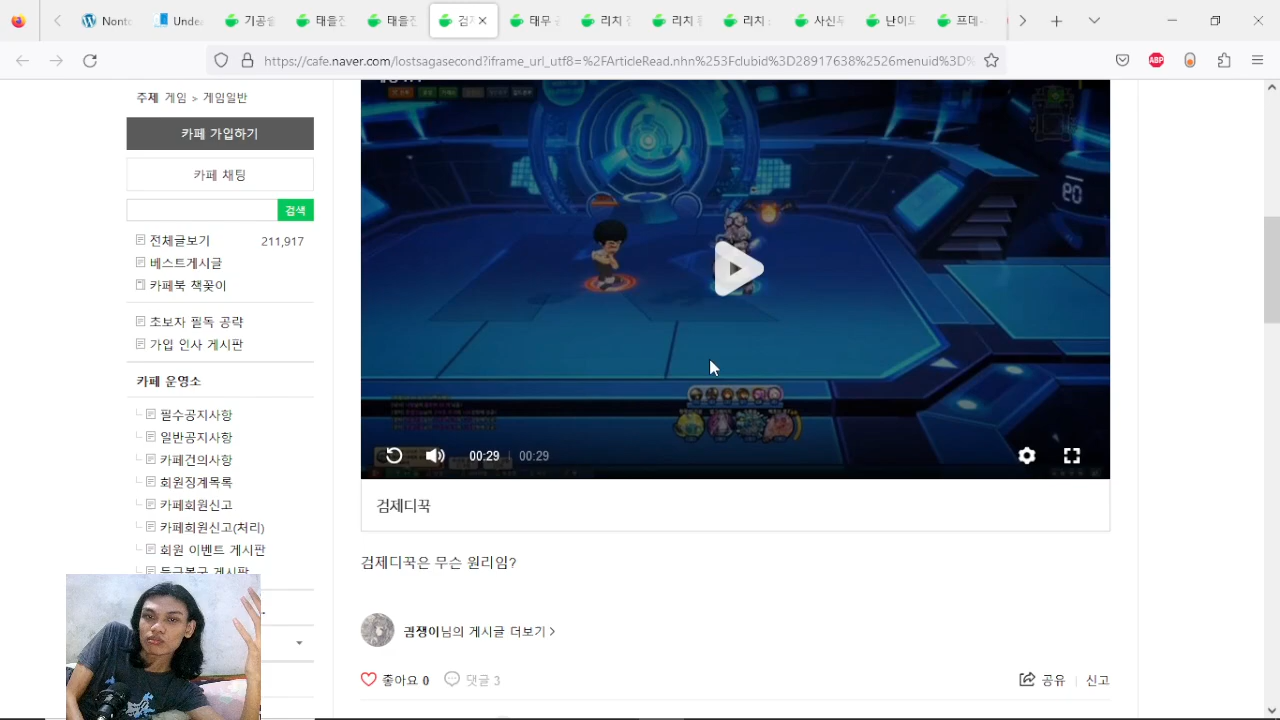 Nontc
Unde
기공을
태울진
태울진
검
태무
리치
리치
리치
사신
난이도
프데
https://cafe.naver.com/lostsagasecond?iframe_url_utf8=%2FArticleRead.nhn%253Fclubid%3D28917638%2526menuid%3D%
ABP
주제 게임 > 게임일반
카페 가입하기
카페 채팅
검색
전체글보기 211,917
베스트게시글
카페북 책꽂이
초보자 필독 공략
가입 인사 게시판
카페 운영소
필수공지사항
일반공지사항
카페건의사항
회원징계목록
카페회원신고
카페회원신고(처리)
회원 이벤트 게시판
00:29 | 00:29
검제디꾹
검제디꾹은 무슨 원리임?
굼쟁이님의 게시글 더보기 >
좋아요 0 댓글 3
공유 | 신고